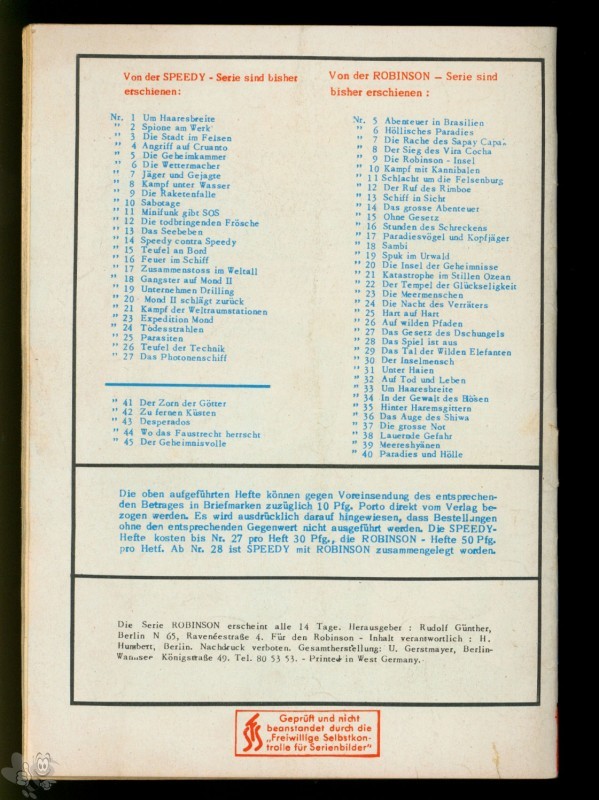 Von der SPEEDY - Serie sind bisher
erschienen:
Nr. 1 Um Haaresbreite
" 2 Spione am Werk
" 3 Die Stadt im Felsen
" 4 Angriff auf Cruanto
" 5 Die Geheimkammer
" 6 Die Wettermacher
" 7 Jäger und Gejagte
" 8 Kampf unter Wasser
" 9 Die Raketenfalle
" 10 Sabotage
" 11 Minifunk gibt SOS
" 12 Die todbringenden Frösche
" 13 Das Seebeben
" 14 Speedy contra Speedy
" 15 Teufel an Bord
" 16 Feuer im Schiff
" 17 Zusammenstoss im Weltall
" 18 Gangster auf Mond II
" 19 Unternehmen Drilling
" 20 Mond II schlägt zurück
" 21 Kampf der Weltraumstationen
" 23 Expedition Mond
" 24 Todesstrahlen
" 25 Parasiten
" 26 Teufel der Technik
" 27 Das Photonenschiff
" 41 Der Zorn der Götter
" 42 Zu fernen Küsten
" 43 Desperados
" 44 Wo das Faustrecht herrscht
" 45 Der Geheimnisvolle
Von der ROBINSON – Serie sind
bisher erschienen :
Nr. 5 Abenteuer in Brasilien
" 6 Höllisches Paradies
" 7 Die Rache des Sapay Capa.
" 8 Der Sieg des Vira Cocha
" 9 Die Robinson - Insel
" 10 Kampf mit Kannibalen
" 11 Schlacht um die Felsenburg
" 12 Der Ruf des Rimboe
" 13 Schiff in Sicht
" 14 Das grosse Abenteuer
" 15 Ohne Gesetz
" 16 Stunden des Schreckens
" 17 Paradiesvögel und Kopfjäger
" 18 Sambi
" 19 Spuk im Urwald
" 20 Die Insel der Geheimnisse
" 21 Katastrophe im Stillen Ozean
" 22 Der Tempel der Glückseligkeit
" 23 Die Meermenschen
" 24 Die Nacht des Verräters
" 25 Hart auf Hart
" 26 Auf wilden Pfaden
" 27 Das Gesetz des Dschungels
" 28 Das Spiel ist aus
" 29 Das Tal der Wilden Elefanten
" 30 Der Inselmensch
" 31 Unter Haien
" 32 Auf Tod und Leben
" 33 Um Haaresbreite
" 34 In der Gewalt des Bösen
" 35 Hinter Haremsgittern
" 36 Das Auge des Shiwa
" 37 Die grosse Not
" 38 Lauernde Gefahr
" 39 Meereshyänen
" 40 Paradies und Hölle
Die oben aufgeführten Hefte können gegen Voreinsendung des entsprechen-
den Betrages in Briefmarken zuzüglich 10 Pfg. Porto direkt vom Verlag be-
zogen werden. Es wird ausdrücklich darauf hingewiesen, dass Bestellungen
ohne den entsprechenden Gegenwert nicht ausgeführt werden. Die SPEEDY-
Hefte kosten bis Nr. 27 pro Heft 30 Pfg., die ROBINSON - Hefte 50 Pfg.
pro Hetf. Ab Nr. 28 ist SPEEDY mit ROBINSON zusammengelegt worden.
Die Serie ROBINSON erscheint alle 14 Tage. Herausgeber : Rudolf Günther,
Berlin N 65, Ravenéestraße 4. Für den Robinson - Inhalt verantwortlich : H.
Humbert, Berlin. Nachdruck verboten. Gesamtherstellung: U. Gerstmayer, Berlin-
Wannsee Königstraße 49. Tel. 80 53 53. - Printed in West Germany.
FSS
Geprüft und nicht
beanstandet durch die
„Freiwillige Selbstkon-
trolle für Serienbilder"